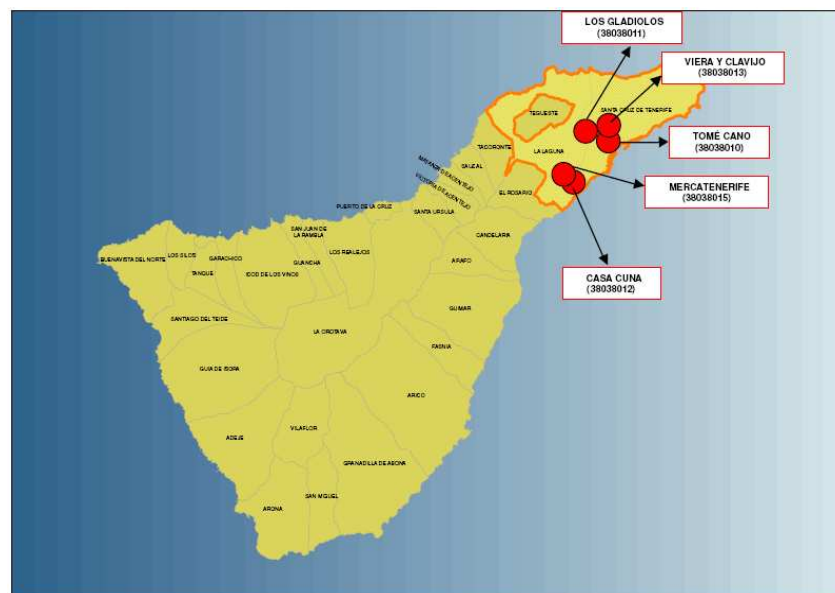 LOS GLADIOLOS
(38038011)
VIERA Y CLAVIJO
(38038013)
SANTA CRUZ DE TENERIFE
TEGUESTE
TOMÉ CANO
(38038010)
TACORONTE
LA LAGUNA
SAUZAL
MATANZA D ACENTEJO
VICTORIA DE ACENTEJO
EL ROSARIO
MERCATENERIFE
(38038015)
PUERTO DE LA CRUZ
SANTA URSULA
SAN JUAN DE
LA RAMBLA
CANDELARIA
LOS REALEJOS
LOS SILOS
GARACHICO
BUENAVISTA DEL NORTE
GUANCHA
ARAFO
TANQUE
ICOD DE LOS VINOS
CASA CUNA
(38038012)
GUIMAR
SANTIAGO DEL TEIDE
LA OROTAVA
FASNIA
GUIA DE ISORA
ARICO
VILAFLOR
ADEJE
GRANADILLA DE ABONA
SAN MIGUEL
ARONA